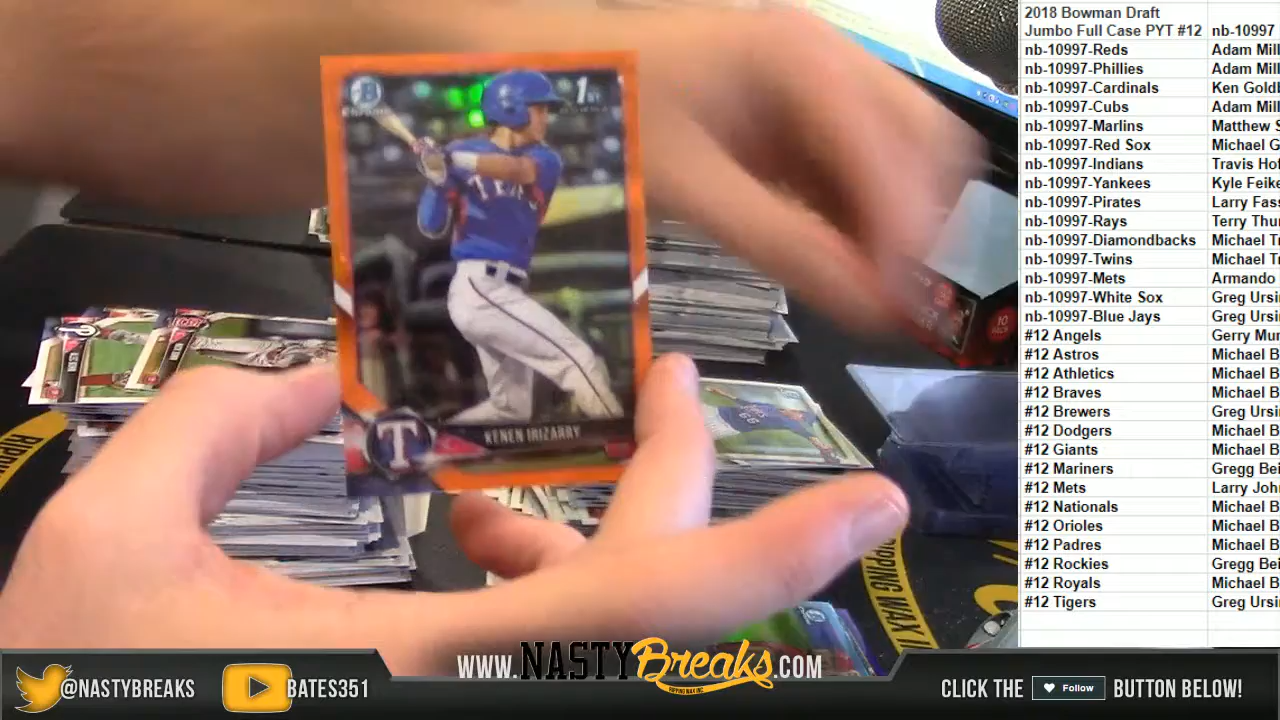 2018 Bowman Draft
Jumbo Full Case PYT #12 nb-10997
nb-10997-Reds Adam Mill
nb-10997-Phillies Adam Mill
nb-10997-Cardinals Ken Goldb
nb-10997-Cubs Adam Mill
nb-10997-Marlins Matthew S
nb-10997-Red Sox Michael G
nb-10997-Indians Travis Hof
nb-10997-Yankees Kyle Feike
nb-10997-Pirates Larry Fass
nb-10997-Rays Terry Thur
nb-10997-Diamondbacks Michael Tr
nb-10997-Twins Michael Tr
nb-10997-Mets Armando
nb-10997-White Sox Greg Ursi
nb-10997-Blue Jays Greg Ursi
#12 Angels Gerry Mur
#12 Astros Michael B
#12 Athletics Michael B
#12 Braves Michael B
#12 Brewers Greg Ursi
#12 Dodgers Michael B
#12 Giants Michael B
#12 Mariners Gregg Bei
#12 Mets Larry John
#12 Nationals Michael B
#12 Orioles Michael B
#12 Padres Michael B
#12 Rockies Gregg Bei
#12 Royals Michael B
#12 Tigers Greg Ursi
B
1ST
TEXAS
T
KENEN IRIZARRY
RIPPING WAX
@NASTYBREAKS
BATES351
WWW.NASTYBreaks.COM
RIPPING WAX INC
CLICK THE Follow BUTTON BELOW!